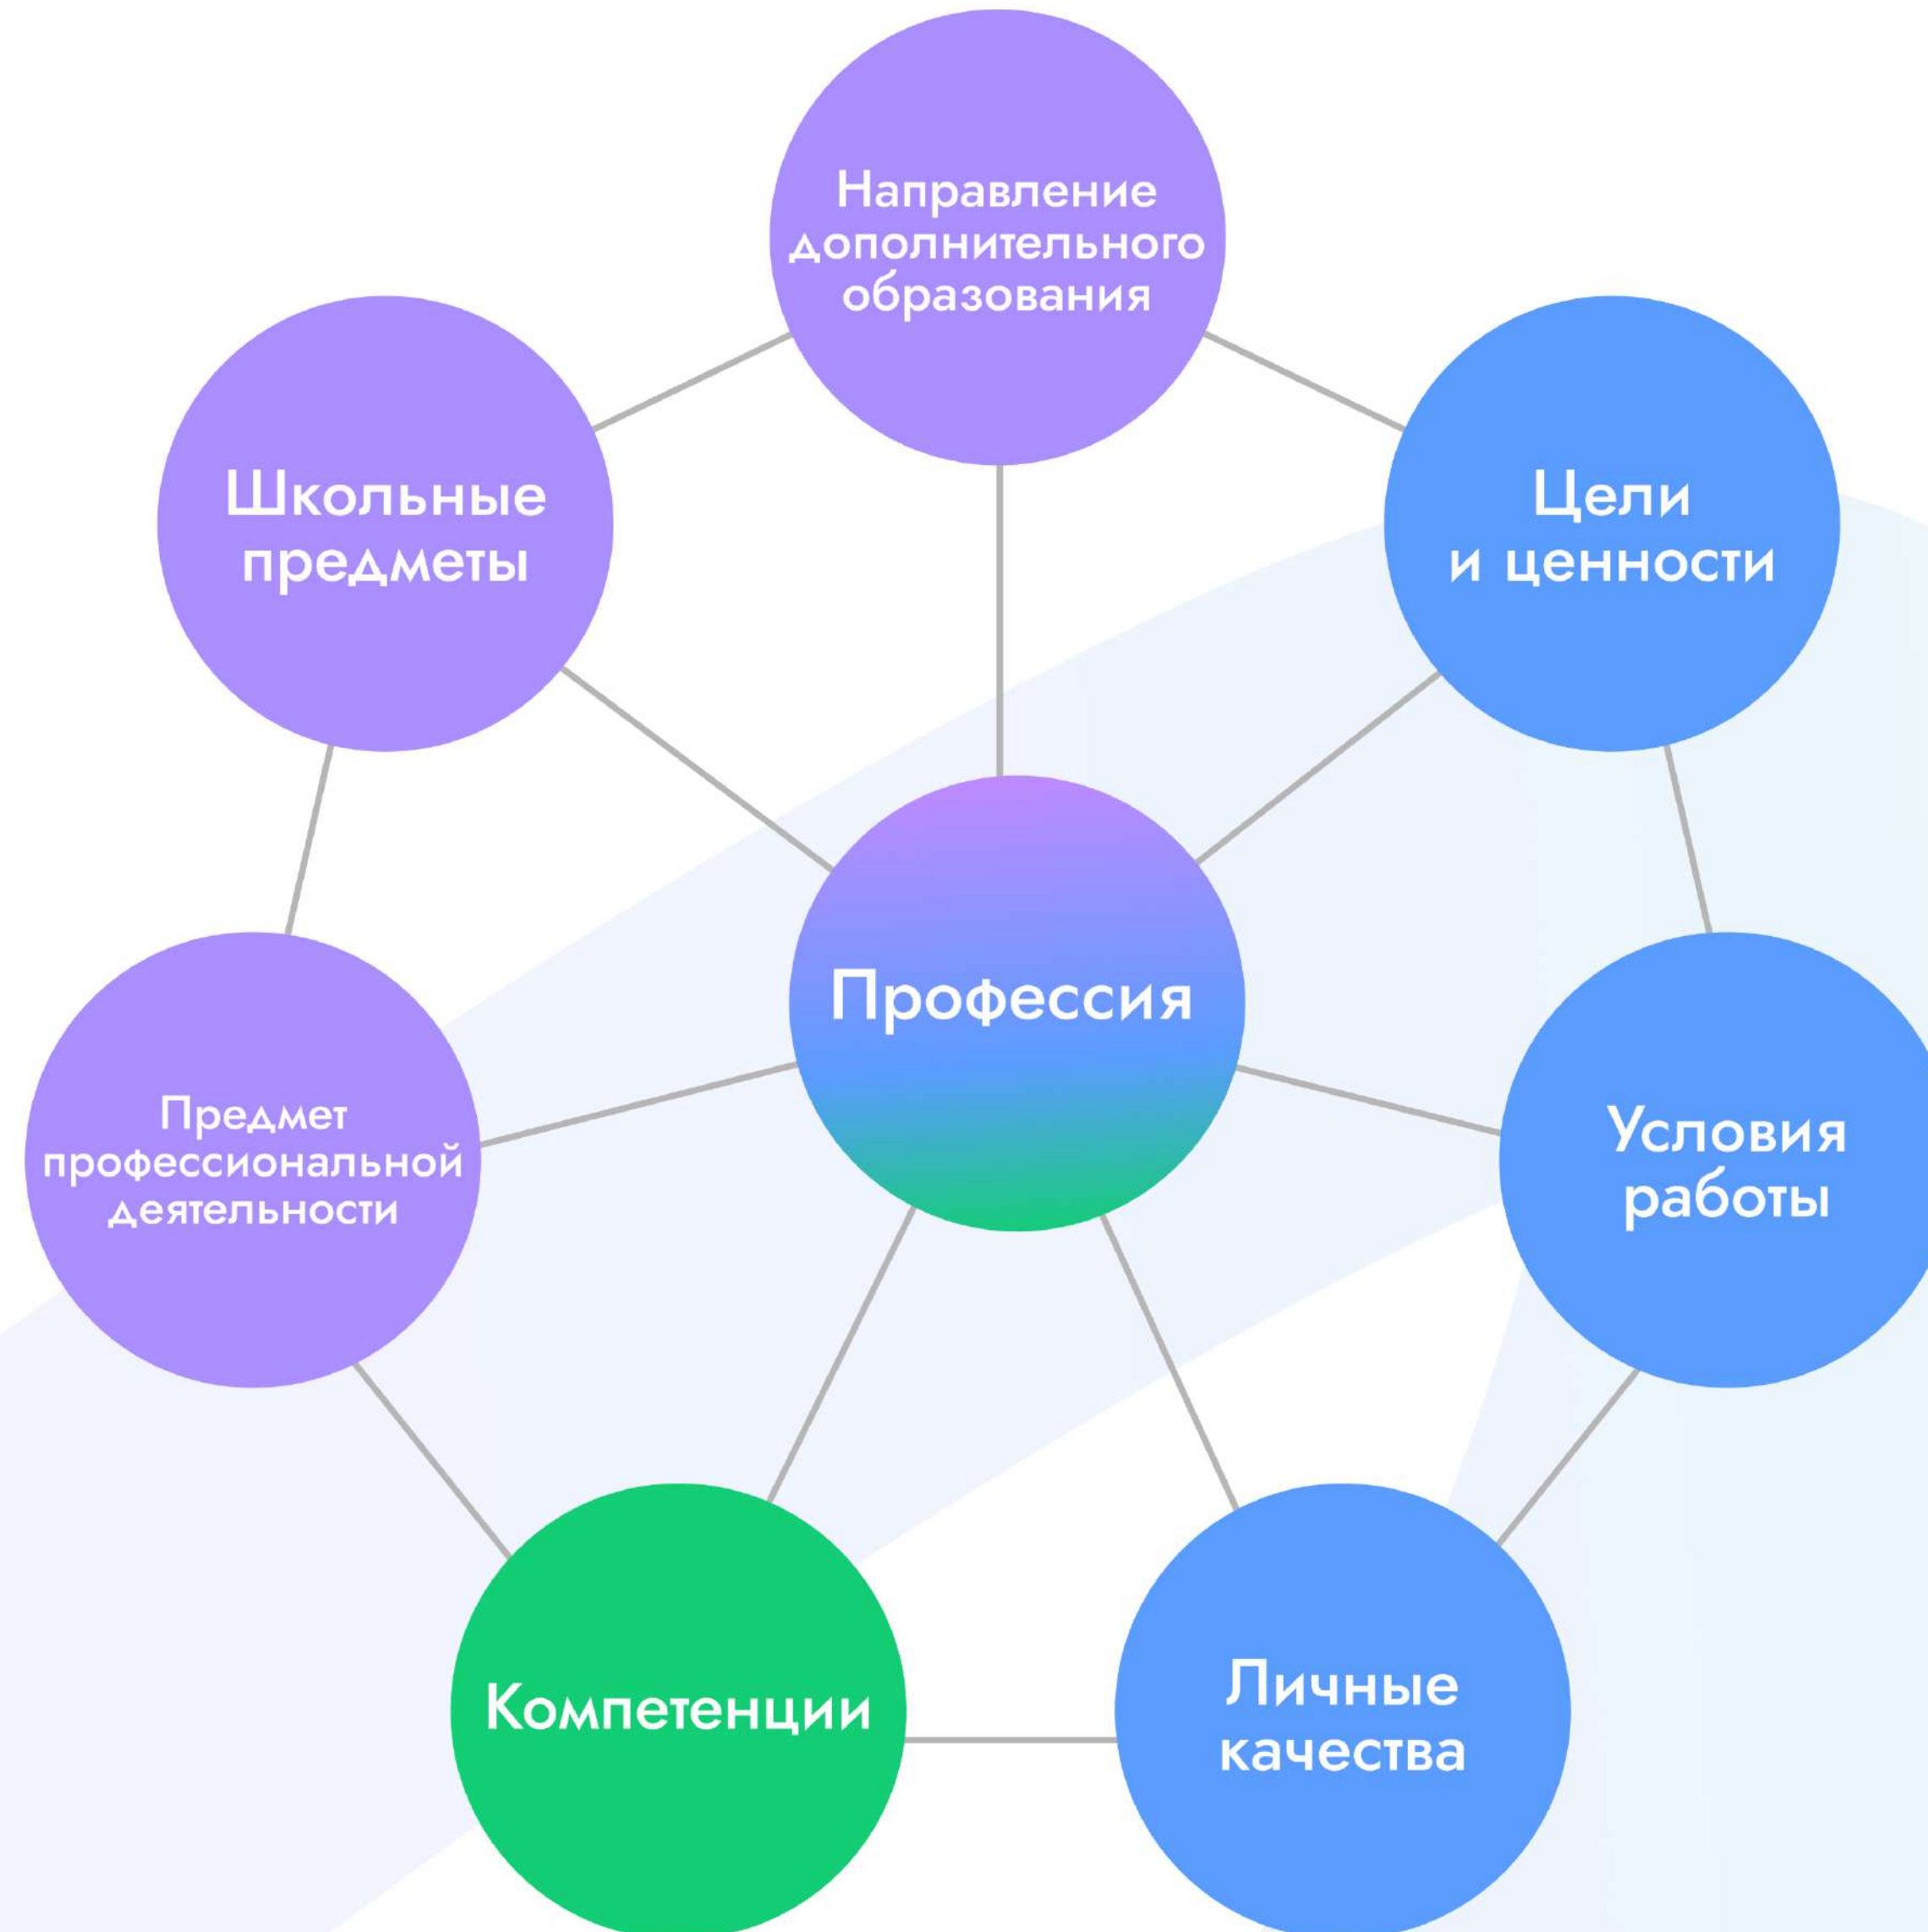 Направление
дополнительного
образования
Школьные
предметы
Цели
и ценности
Профессия
Предмет
профессиональной
деятельности
Условия
работы
Компетенции
Личные
качества